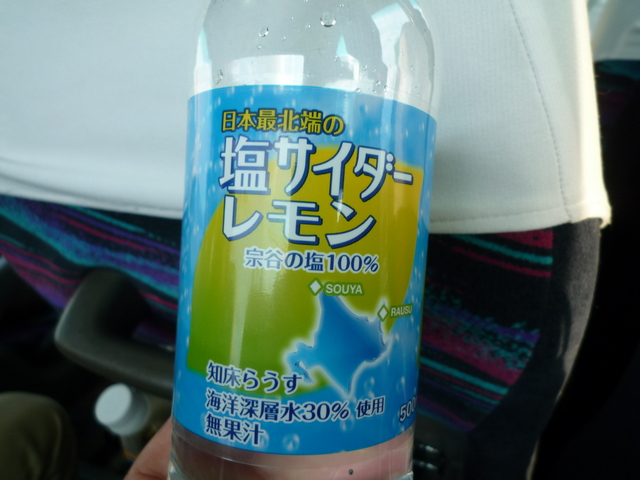 日本最北端の
塩サイダー
レモン
宗谷の塩100%
SOUYA
RAUSU
知床らうす
海洋深層水30% 使用
500
無果汁